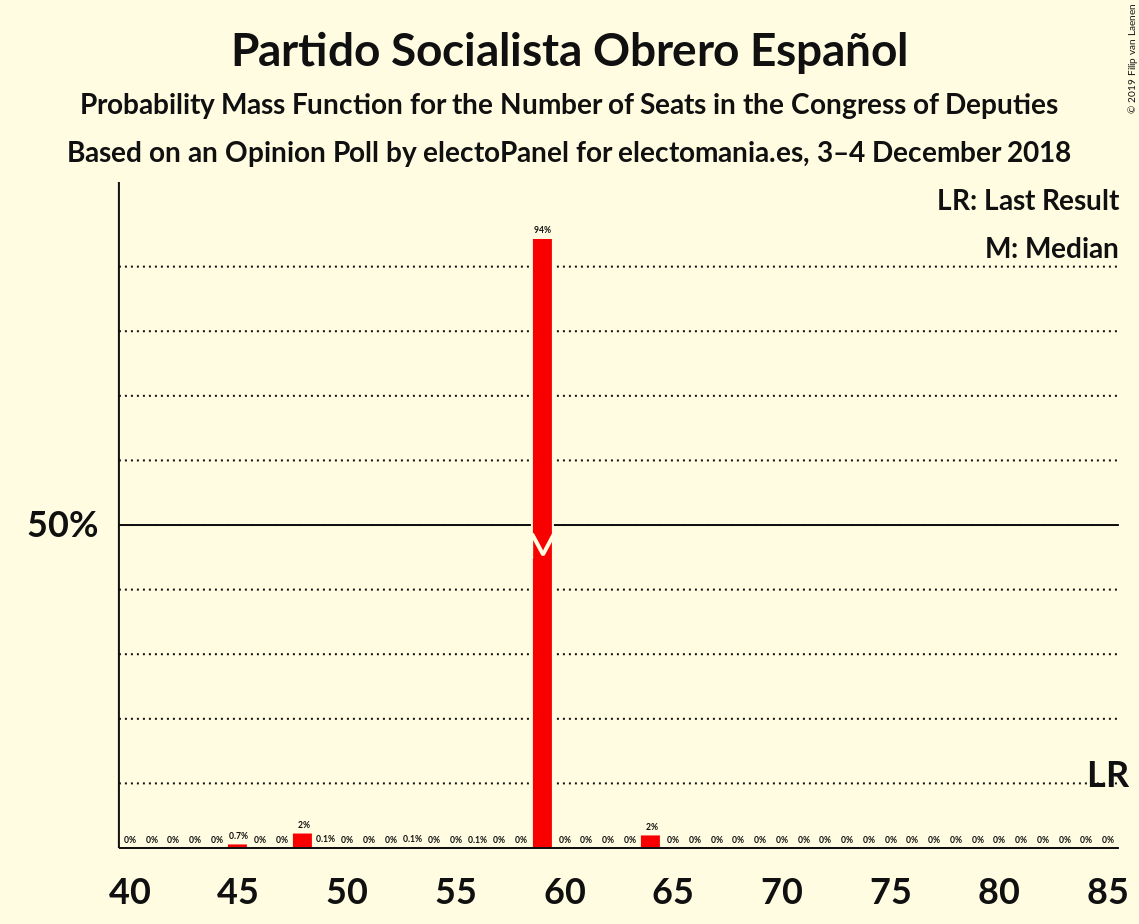 Partido Socialista Obrero Español
Probability Mass Function for the Number of Seats in the Congress of Deputies
Based on an Opinion Poll by electoPanel for electomania.es, 3–4 December 2018
© 2019 Filip van Laenen
LR: Last Result
M: Median
94%
50%
LR
0% 0% 0% 0% 0% 0.7% 0% 0% 2% 0.1% 0% 0% 0% 0.1% 0% 0% 0.1% 0% 0% 0% 0% 0% 0% 2% 0% 0% 0% 0% 0% 0% 0% 0% 0% 0% 0% 0% 0% 0% 0% 0% 0% 0% 0% 0% 0%
40 45 50 55 60 65 70 75 80 85